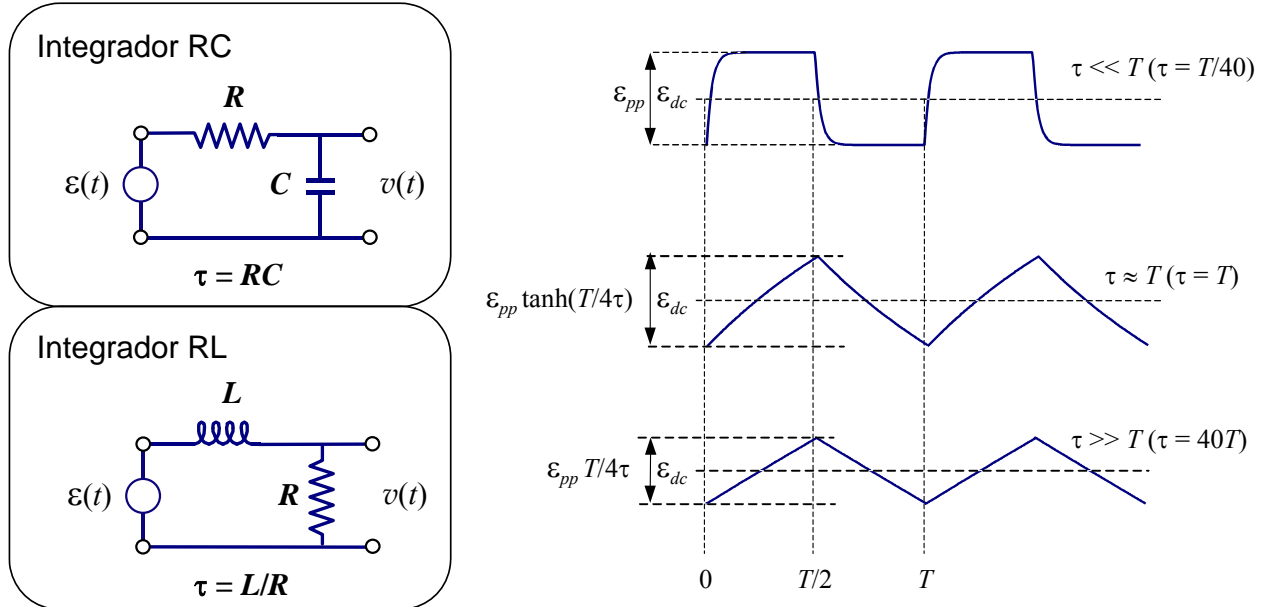 Integrador RC
R
ε(t)
C
v(t)
τ = RC
Integrador RL
L
ε(t)
R
v(t)
τ = L/R
τ << T (τ = T/40)
ε_pp
ε_dc
τ ≈ T (τ = T)
ε_pp tanh(T/4τ)
ε_dc
τ >> T (τ = 40T)
ε_pp T/4τ
ε_dc
0
T/2
T